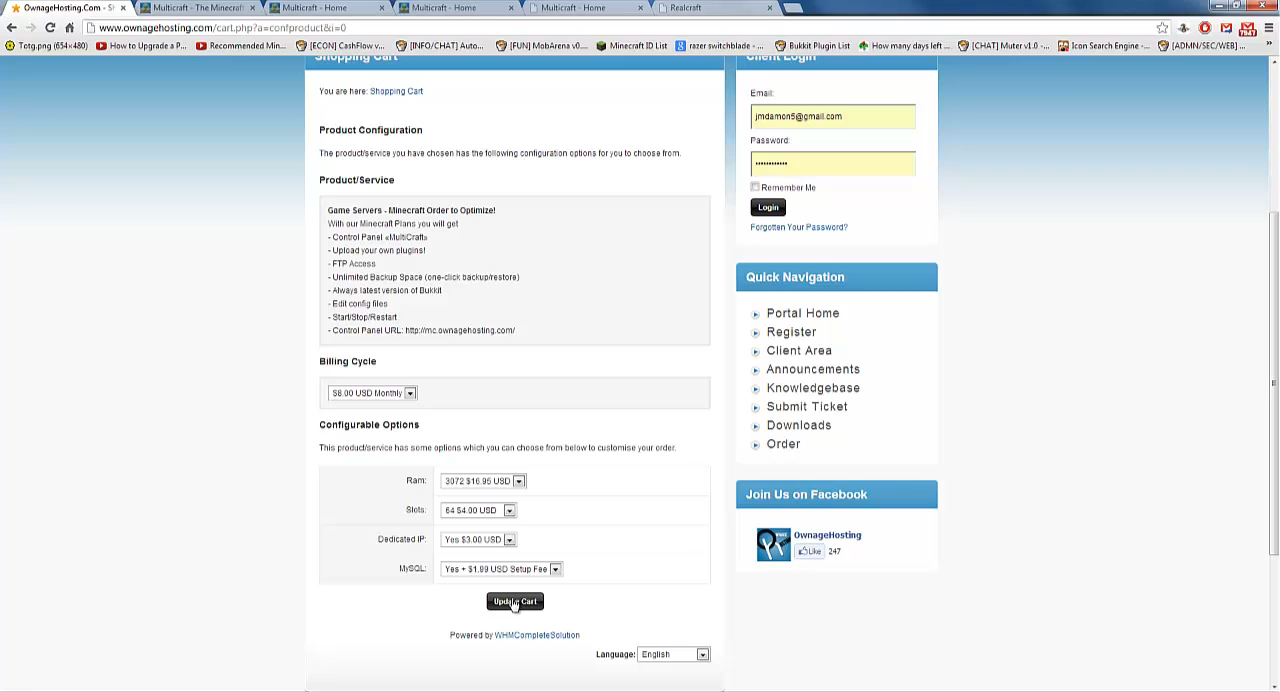 OwnageHosting.Com - S
Multicraft - The Minecraf
Multicraft - Home
Multicraft - Home
Multicraft - Home
Realcraft
www.ownagehosting.com/cart.php?a=confproduct&i=0
Totg.png (654×480)
How to Upgrade a P...
Recommended Min...
[ECON] CashFlow v...
[INFO/CHAT] Auto...
[FUN] MobArena v0....
Minecraft ID List
razer switchblade - ...
Bukkit Plugin List
How many days left ...
[CHAT] Muter v1.0 -...
Icon Search Engine -...
[ADMN/SEC/WEB] ...
Shopping Cart
You are here: Shopping Cart
Product Configuration
The product/service you have chosen has the following configuration options for you to choose from.
Product/Service
Game Servers - Minecraft Order to Optimize!
With our Minecraft Plans you will get
- Control Panel «MultiCraft»
- Upload your own plugins!
- FTP Access
- Unlimited Backup Space (one-click backup/restore)
- Always latest version of Bukkit
- Edit config files
- Start/Stop/Restart
- Control Panel URL: http://mc.ownagehosting.com/
Billing Cycle
$8.00 USD Monthly
Configurable Options
This product/service has some options which you can choose from below to customise your order.
Ram: 3072 $16.95 USD
Slots: 64 $4.00 USD
Dedicated IP: Yes $3.00 USD
MySQL: Yes + $1.99 USD Setup Fee
Update Cart
Powered by WHMCompleteSolution
Language: English
Client Login
Email:
jmdamon5@gmail.com
Password:
Remember Me
Login
Forgotten Your Password?
Quick Navigation
Portal Home
Register
Client Area
Announcements
Knowledgebase
Submit Ticket
Downloads
Order
Join Us on Facebook
OwnageHosting
Like 247